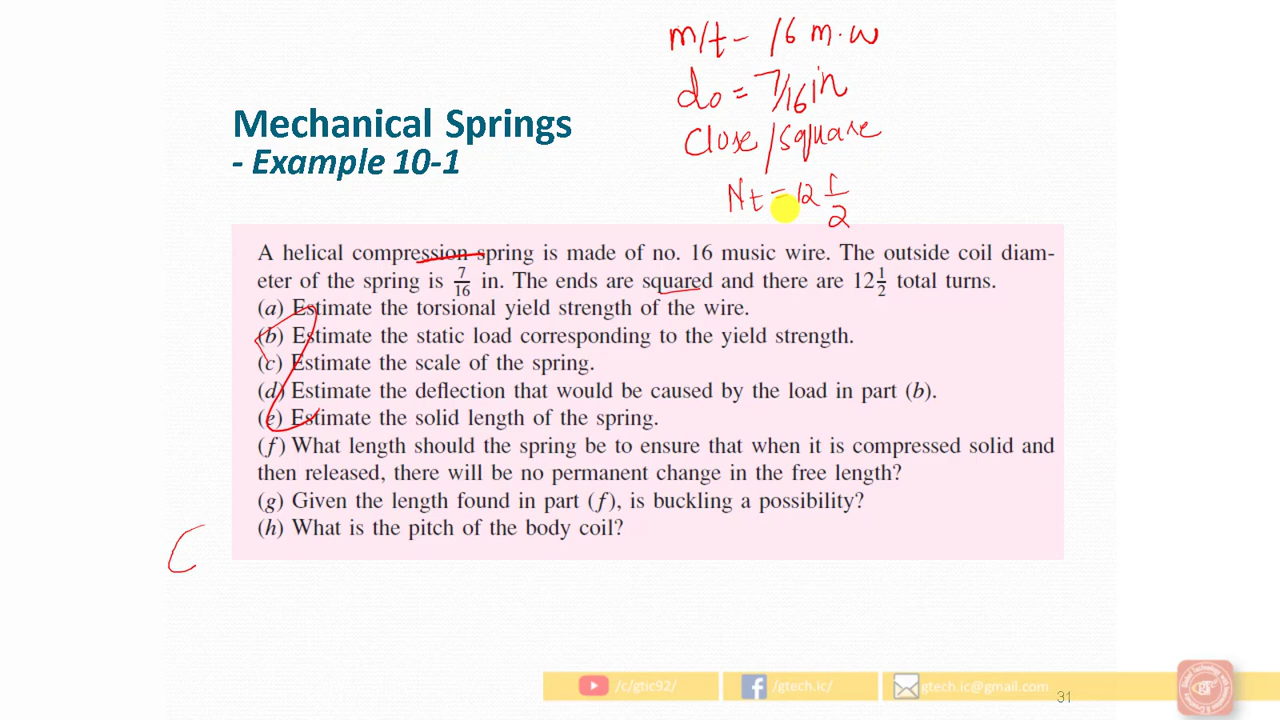 m/t - 16 m.w
do = 7/16 in
Close/square
Nt = 12 1/2
Mechanical Springs
- Example 10-1
A helical compression spring is made of no. 16 music wire. The outside coil diam-
eter of the spring is 7/16 in. The ends are squared and there are 12 1/2 total turns.
(a) Estimate the torsional yield strength of the wire.
(b) Estimate the static load corresponding to the yield strength.
(c) Estimate the scale of the spring.
(d) Estimate the deflection that would be caused by the load in part (b).
(e) Estimate the solid length of the spring.
(f) What length should the spring be to ensure that when it is compressed solid and
then released, there will be no permanent change in the free length?
(g) Given the length found in part (f), is buckling a possibility?
(h) What is the pitch of the body coil?
C
/c/gtic92/
/gtech.ic/
gtech.ic@gmail.com
31